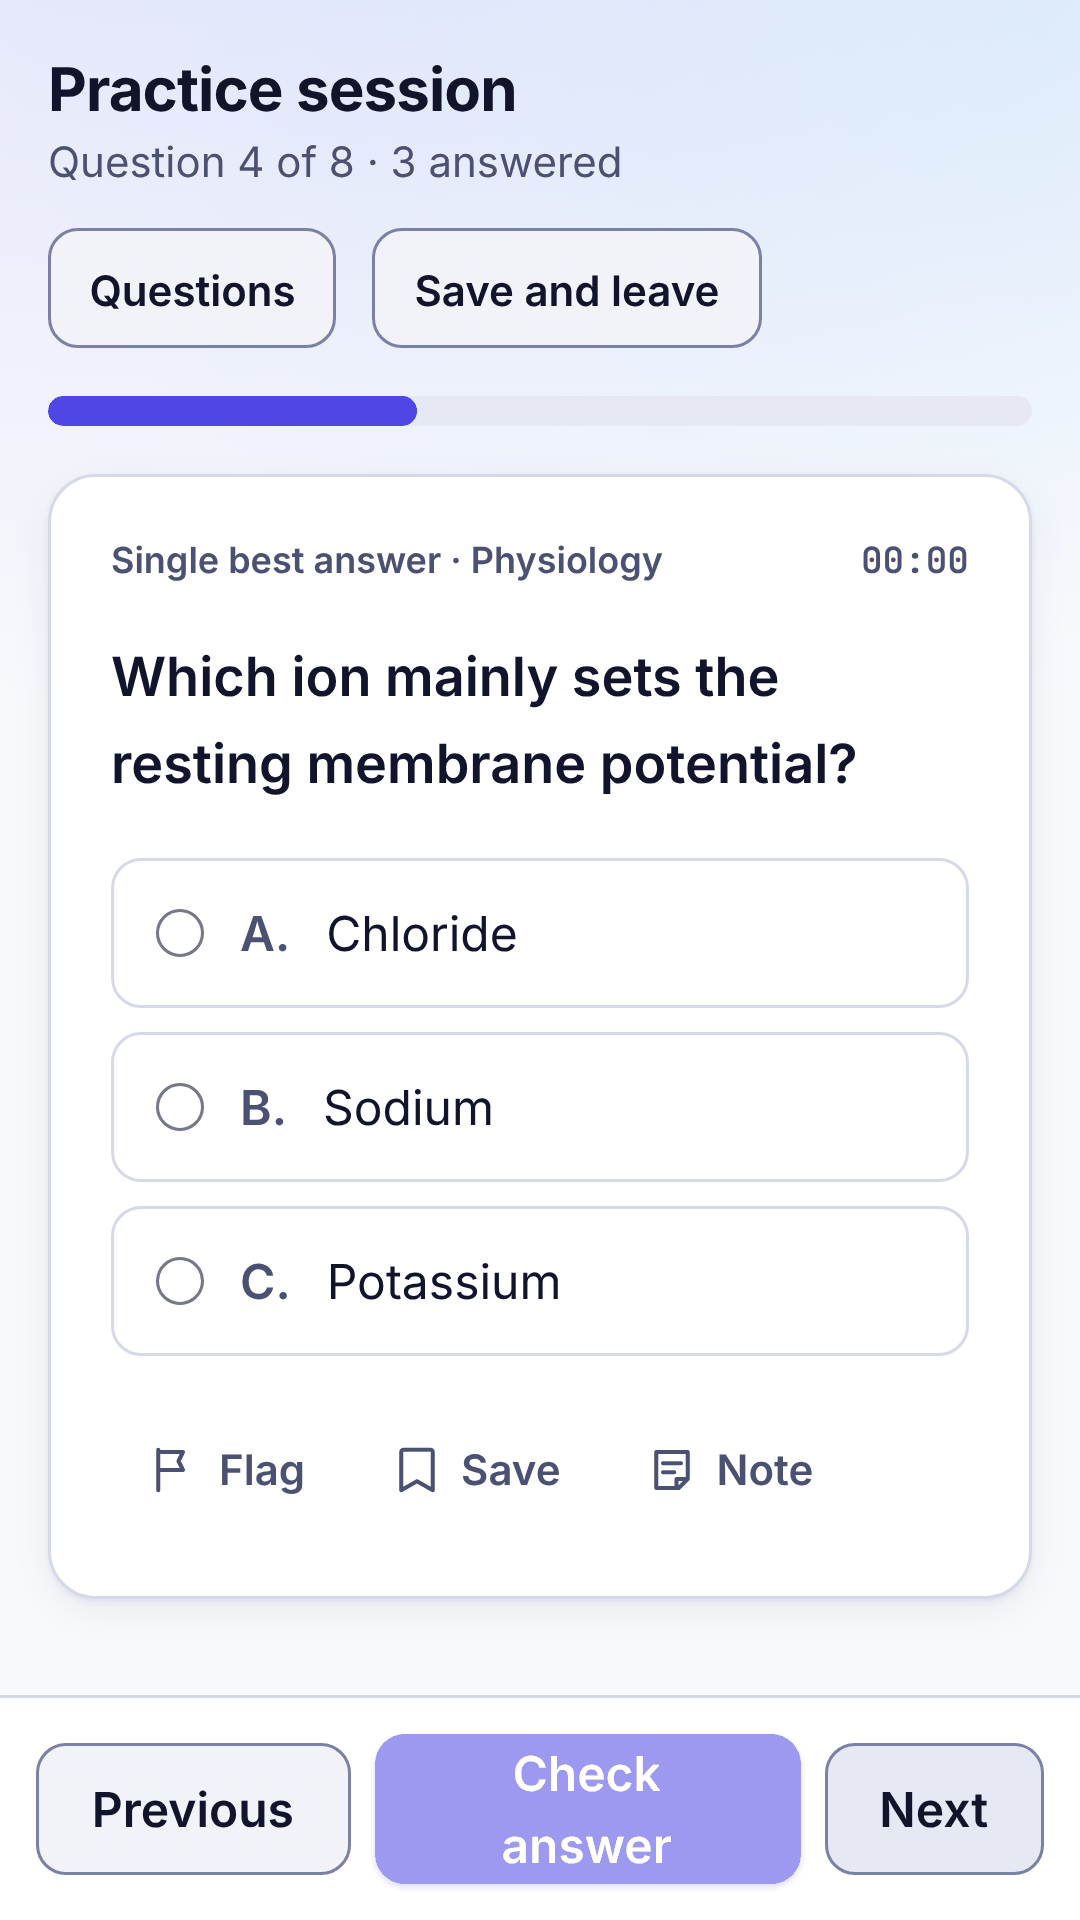 Practice session
Question 4 of 8 · 3 answered
Questions
Save and leave
Single best answer · Physiology
00:00
Which ion mainly sets the
resting membrane potential?
A. Chloride
B. Sodium
C. Potassium
Flag
Save
Note
Previous
Check
answer
Next